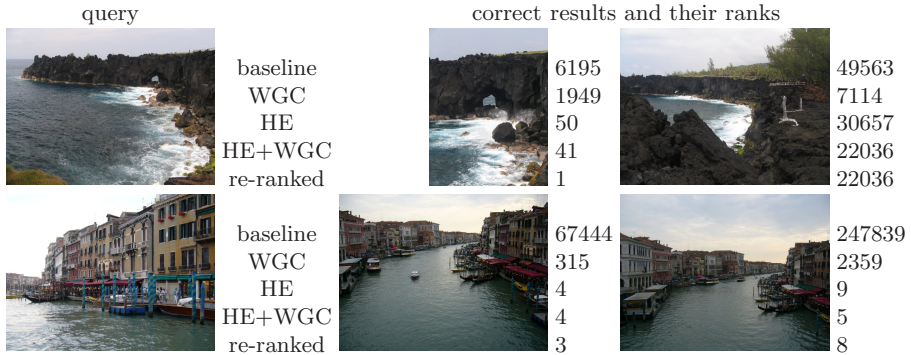 query correct results and their ranks
baseline 6195 49563
WGC 1949 7114
HE 50 30657
HE+WGC 41 22036
re-ranked 1 22036
baseline 67444 247839
WGC 315 2359
HE 4 9
HE+WGC 4 5
re-ranked 3 8